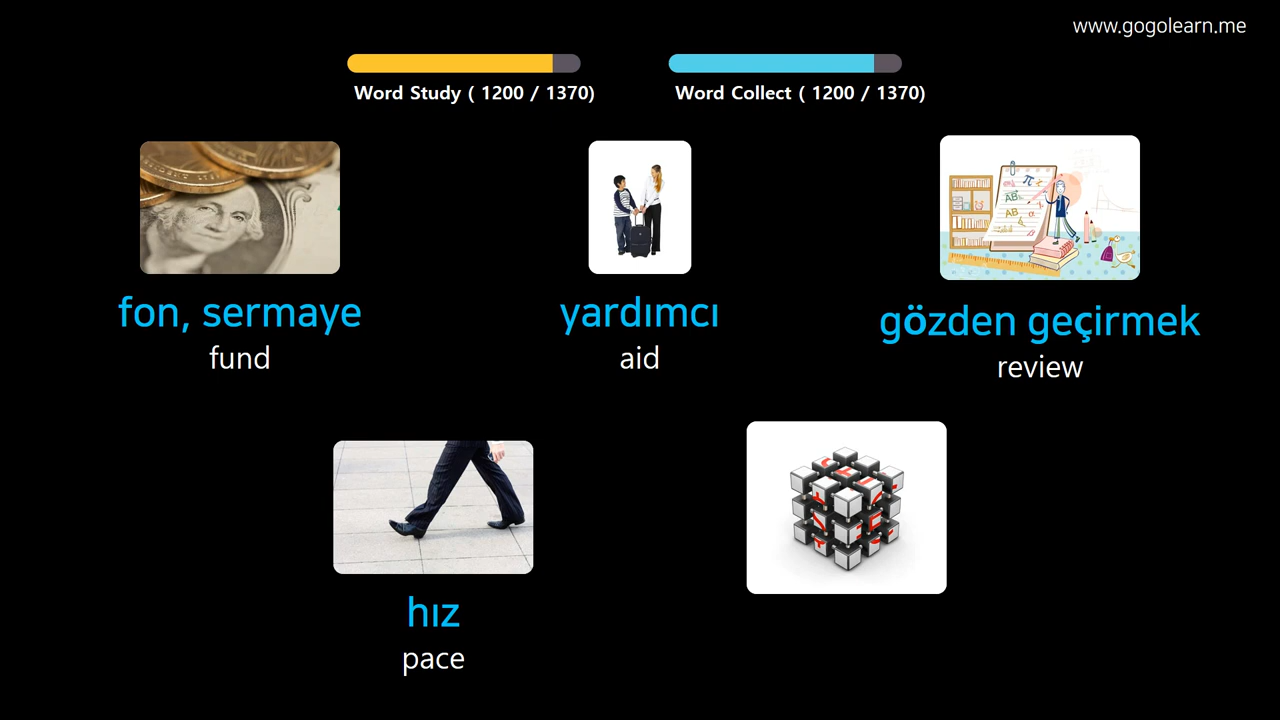 www.gogolearn.me
Word Study ( 1200 / 1370)
Word Collect ( 1200 / 1370)
fon, sermaye
fund
yardımcı
aid
gözden geçirmek
review
hız
pace